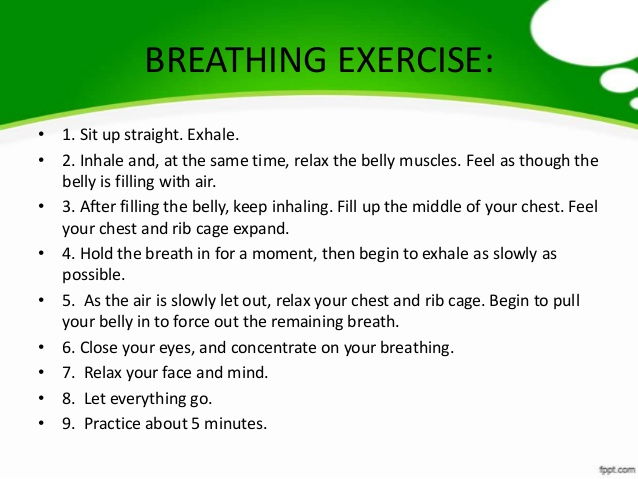 BREATHING EXERCISE:
• 1. Sit up straight. Exhale.
• 2. Inhale and, at the same time, relax the belly muscles. Feel as though the
belly is filling with air.
• 3. After filling the belly, keep inhaling. Fill up the middle of your chest. Feel
your chest and rib cage expand.
• 4. Hold the breath in for a moment, then begin to exhale as slowly as
possible.
• 5.  As the air is slowly let out, relax your chest and rib cage. Begin to pull
your belly in to force out the remaining breath.
• 6. Close your eyes, and concentrate on your breathing.
• 7.  Relax your face and mind.
• 8.  Let everything go.
• 9.  Practice about 5 minutes.
fppt.com